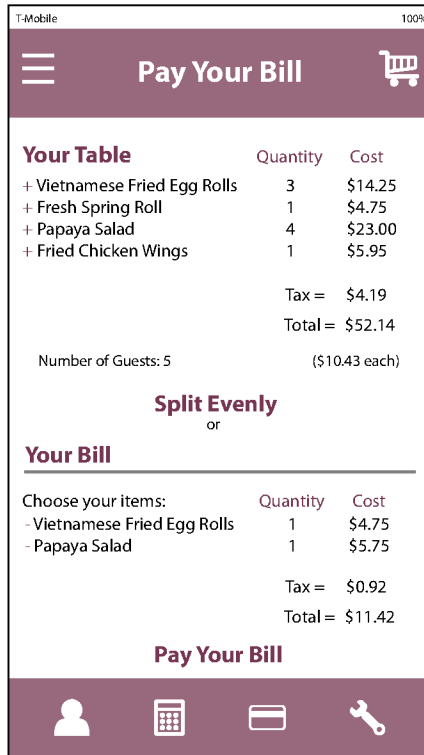 T-Mobile 100%
Pay Your Bill
Your Table Quantity Cost
+ Vietnamese Fried Egg Rolls 3 $14.25
+ Fresh Spring Roll 1 $4.75
+ Papaya Salad 4 $23.00
+ Fried Chicken Wings 1 $5.95
Tax = $4.19
Total = $52.14
Number of Guests: 5 ($10.43 each)
Split Evenly
or
Your Bill
Choose your items: Quantity Cost
- Vietnamese Fried Egg Rolls 1 $4.75
- Papaya Salad 1 $5.75
Tax = $0.92
Total = $11.42
Pay Your Bill